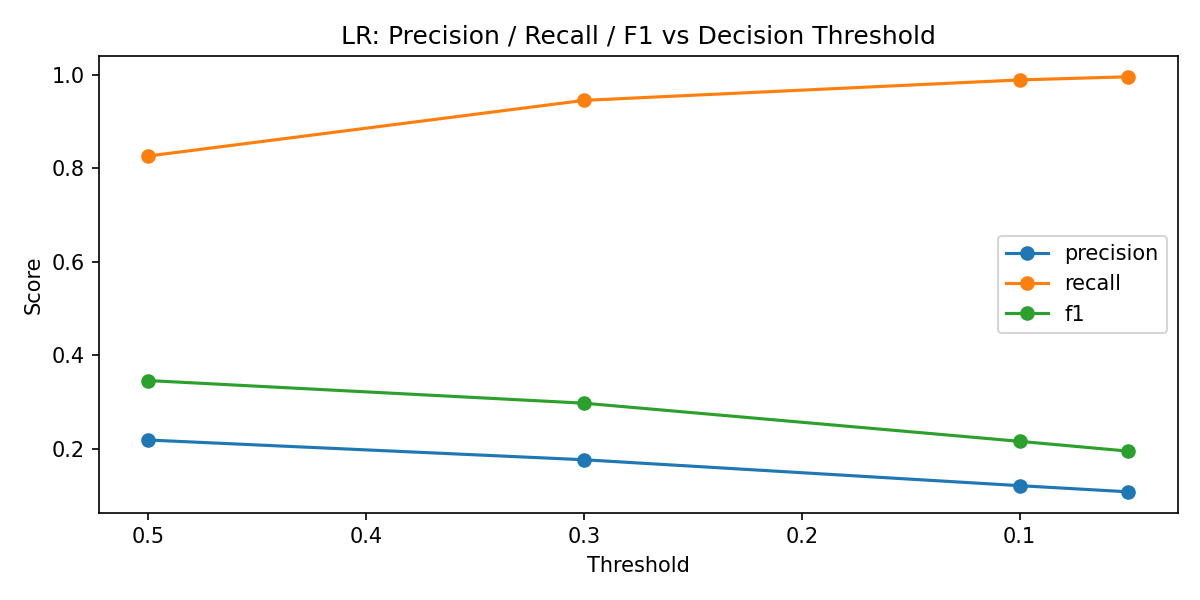 LR: Precision / Recall / F1 vs Decision Threshold
1.0
0.8
0.6
0.4
0.2
Score
precision
recall
f1
0.5 0.4 0.3 0.2 0.1
Threshold